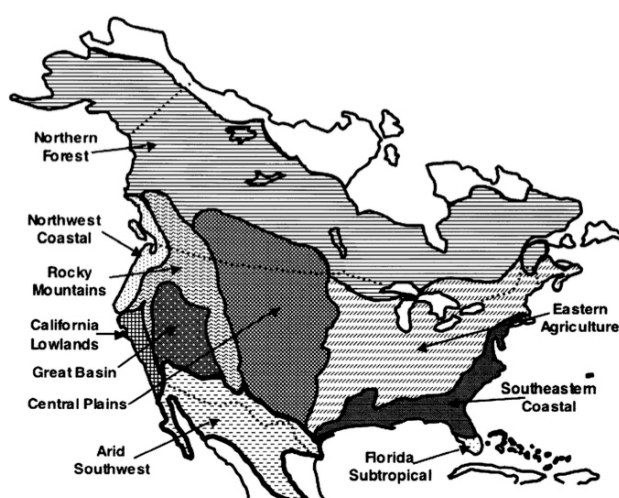 Northern
Forest
Northwest
Coastal
Rocky
Mountains
California
Lowlands
Great Basin
Central Plains
Arid
Southwest
Eastern
Agriculture
Southeastern
Coastal
Florida
Subtropical